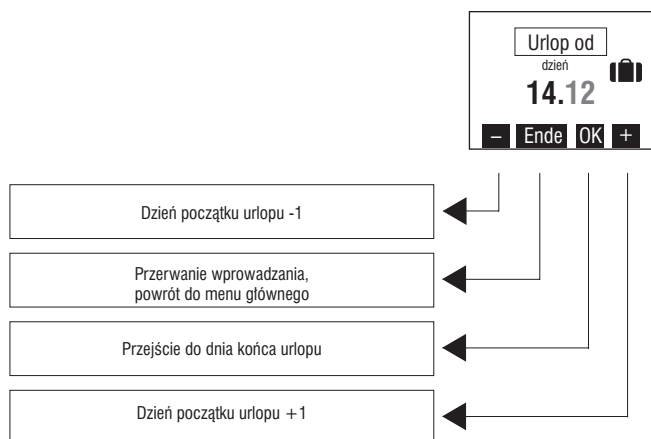 Urlop od
dzień
14.12
– Ende OK +
Dzień początku urlopu -1
Przerwanie wprowadzania,
powrót do menu głównego
Przejście do dnia końca urlopu
Dzień początku urlopu +1